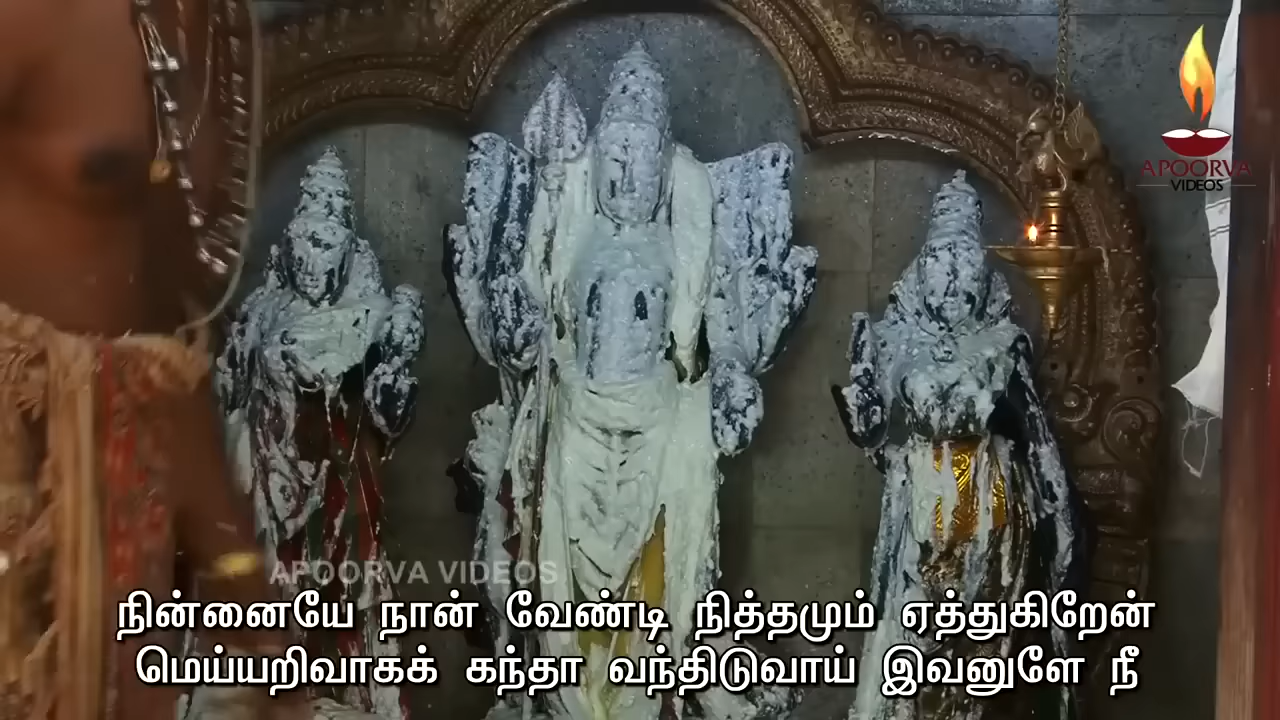 APOORVA
VIDEOS
APOORVA VIDEOS
நின்னையே நான் வேண்டி நித்தமும் ஏத்துகிறேன்
மெய்யறிவாகக் கந்தா வந்திடுவாய் இவனுளே நீ